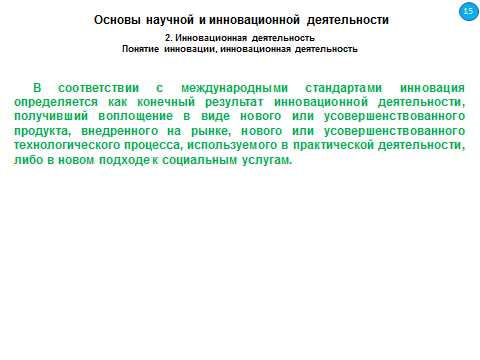 15
Основы научной и инновационной деятельности
2. Инновационная деятельность
Понятие инновации, инновационная деятельность
В соответствии с международными стандартами инновация
определяется как конечный результат инновационной деятельности,
получивший воплощение в виде нового или усовершенствованного
продукта, внедренного на рынке, нового или усовершенствованного
технологического процесса, используемого в практической деятельности,
либо в новом подходе к социальным услугам.